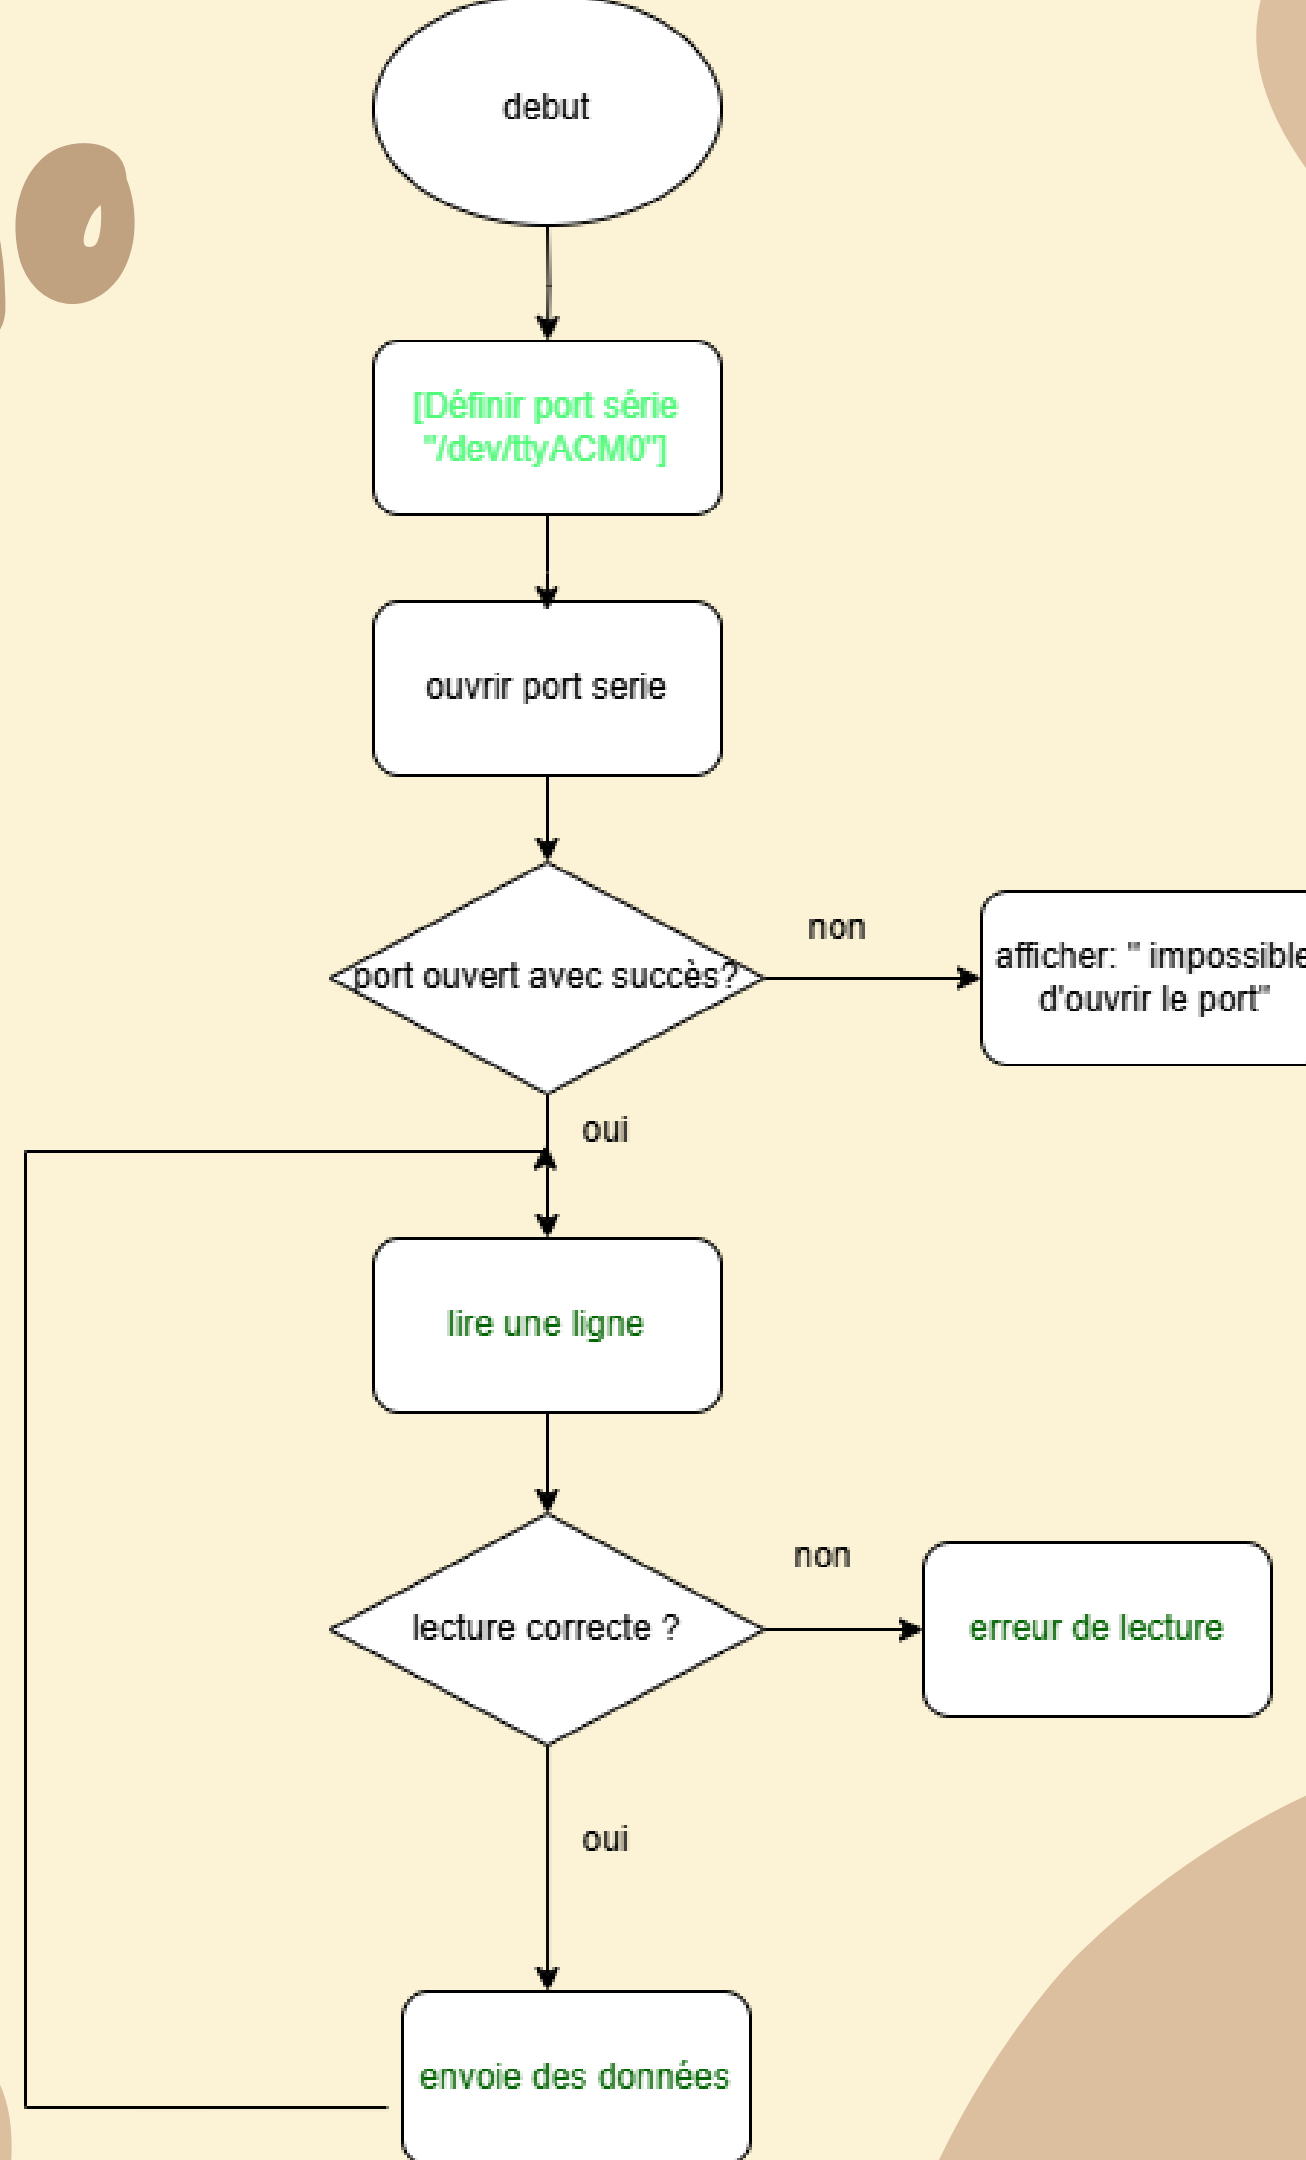 debut
[Définir port série
"/dev/ttyACM0"]
ouvrir port serie
port ouvert avec succès?
non
afficher: " impossible
d'ouvrir le port"
oui
lire une ligne
lecture correcte ?
non
erreur de lecture
oui
envoie des données